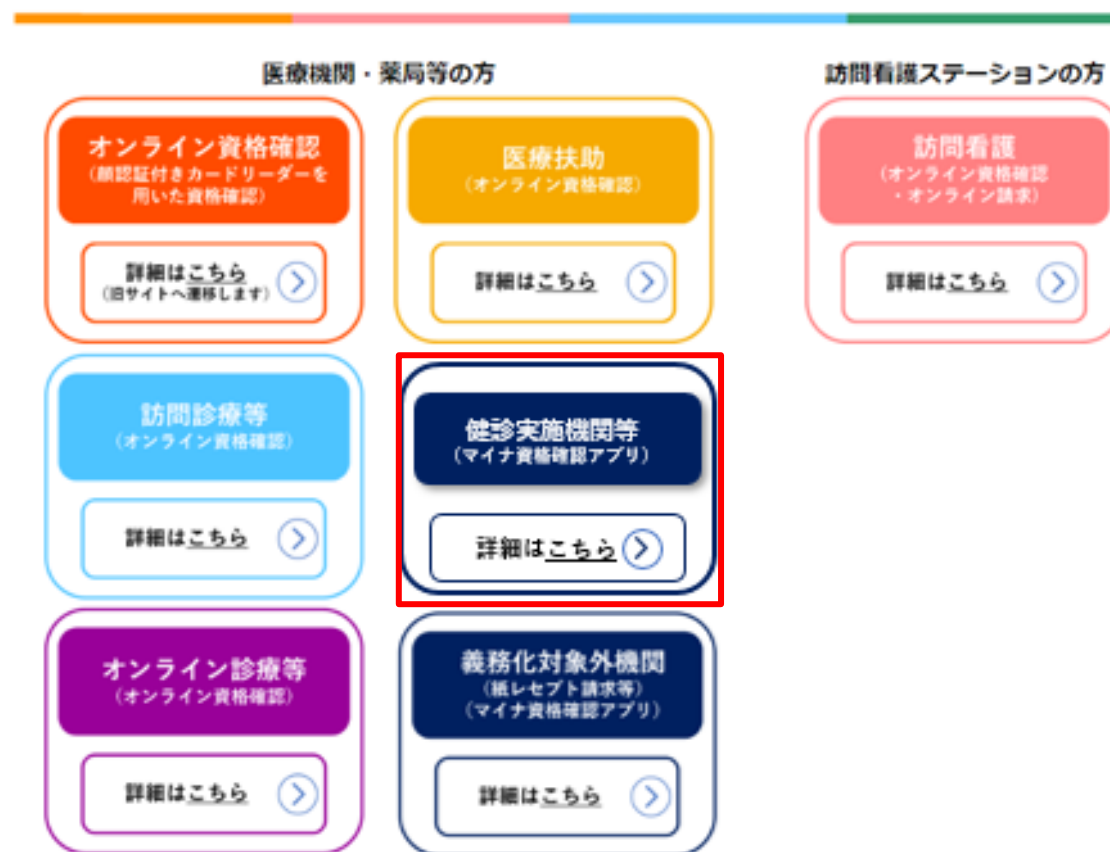 医療機関・薬局等の方
オンライン資格確認
（顔認証付きカードリーダーを
用いた資格確認）
詳細はこちら
（旧サイトへ遷移します）
医療扶助
（オンライン資格確認）
詳細はこちら
訪問診療等
（オンライン資格確認）
詳細はこちら
健診実施機関等
（マイナ資格確認アプリ）
詳細はこちら
オンライン診療等
（オンライン資格確認）
詳細はこちら
義務化対象外機関
（紙レセプト請求等）
（マイナ資格確認アプリ）
詳細はこちら
訪問看護ステーションの方
訪問看護
（オンライン資格確認
・オンライン請求）
詳細はこちら